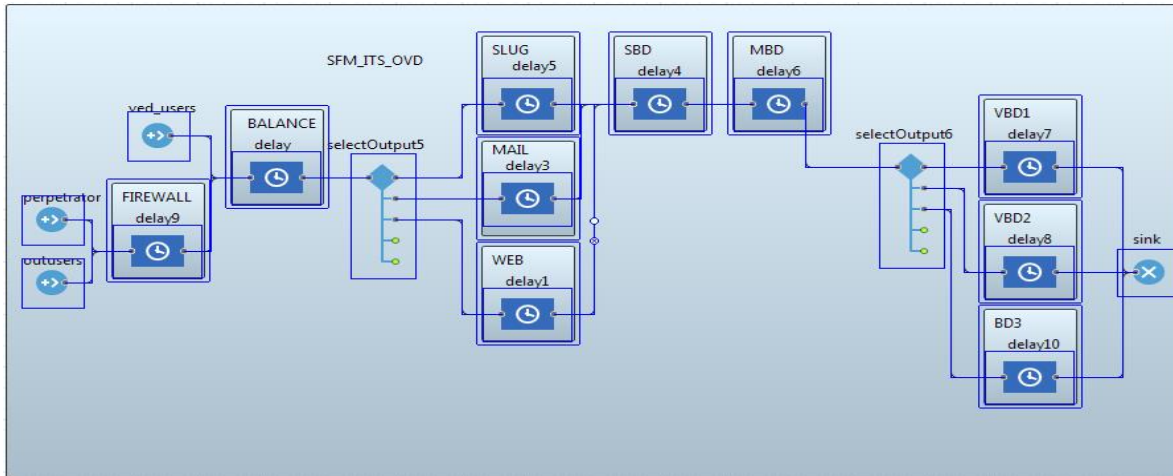 SFM_ITS_OVD
ved_users
perpetrator
outusers
FIREWALL
delay9
BALANCE
delay
selectOutput5
SLUG
delay5
MAIL
delay3
WEB
delay1
SBD
delay4
MBD
delay6
selectOutput6
VBD1
delay7
VBD2
delay8
BD3
delay10
sink